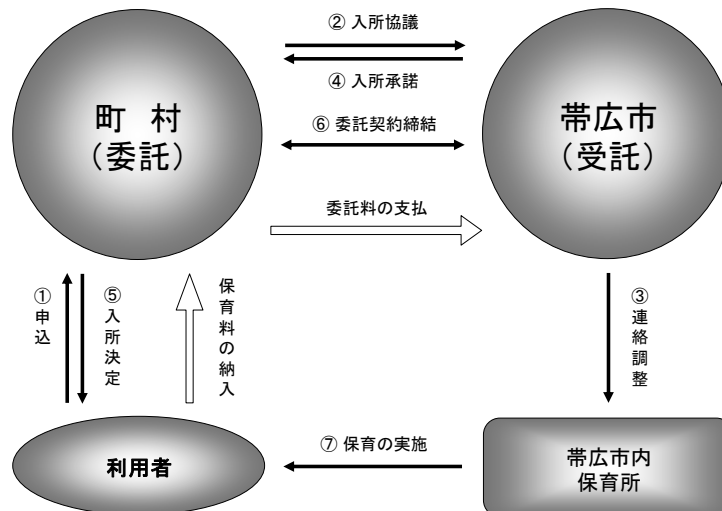 ② 入所協議
④ 入所承諾
町 村
(委託)
帯広市
(受託)
⑥ 委託契約締結
委託料の支払
①申込
⑤入所決定
保育料の納入
③連絡調整
利用者
⑦ 保育の実施
帯広市内
保育所